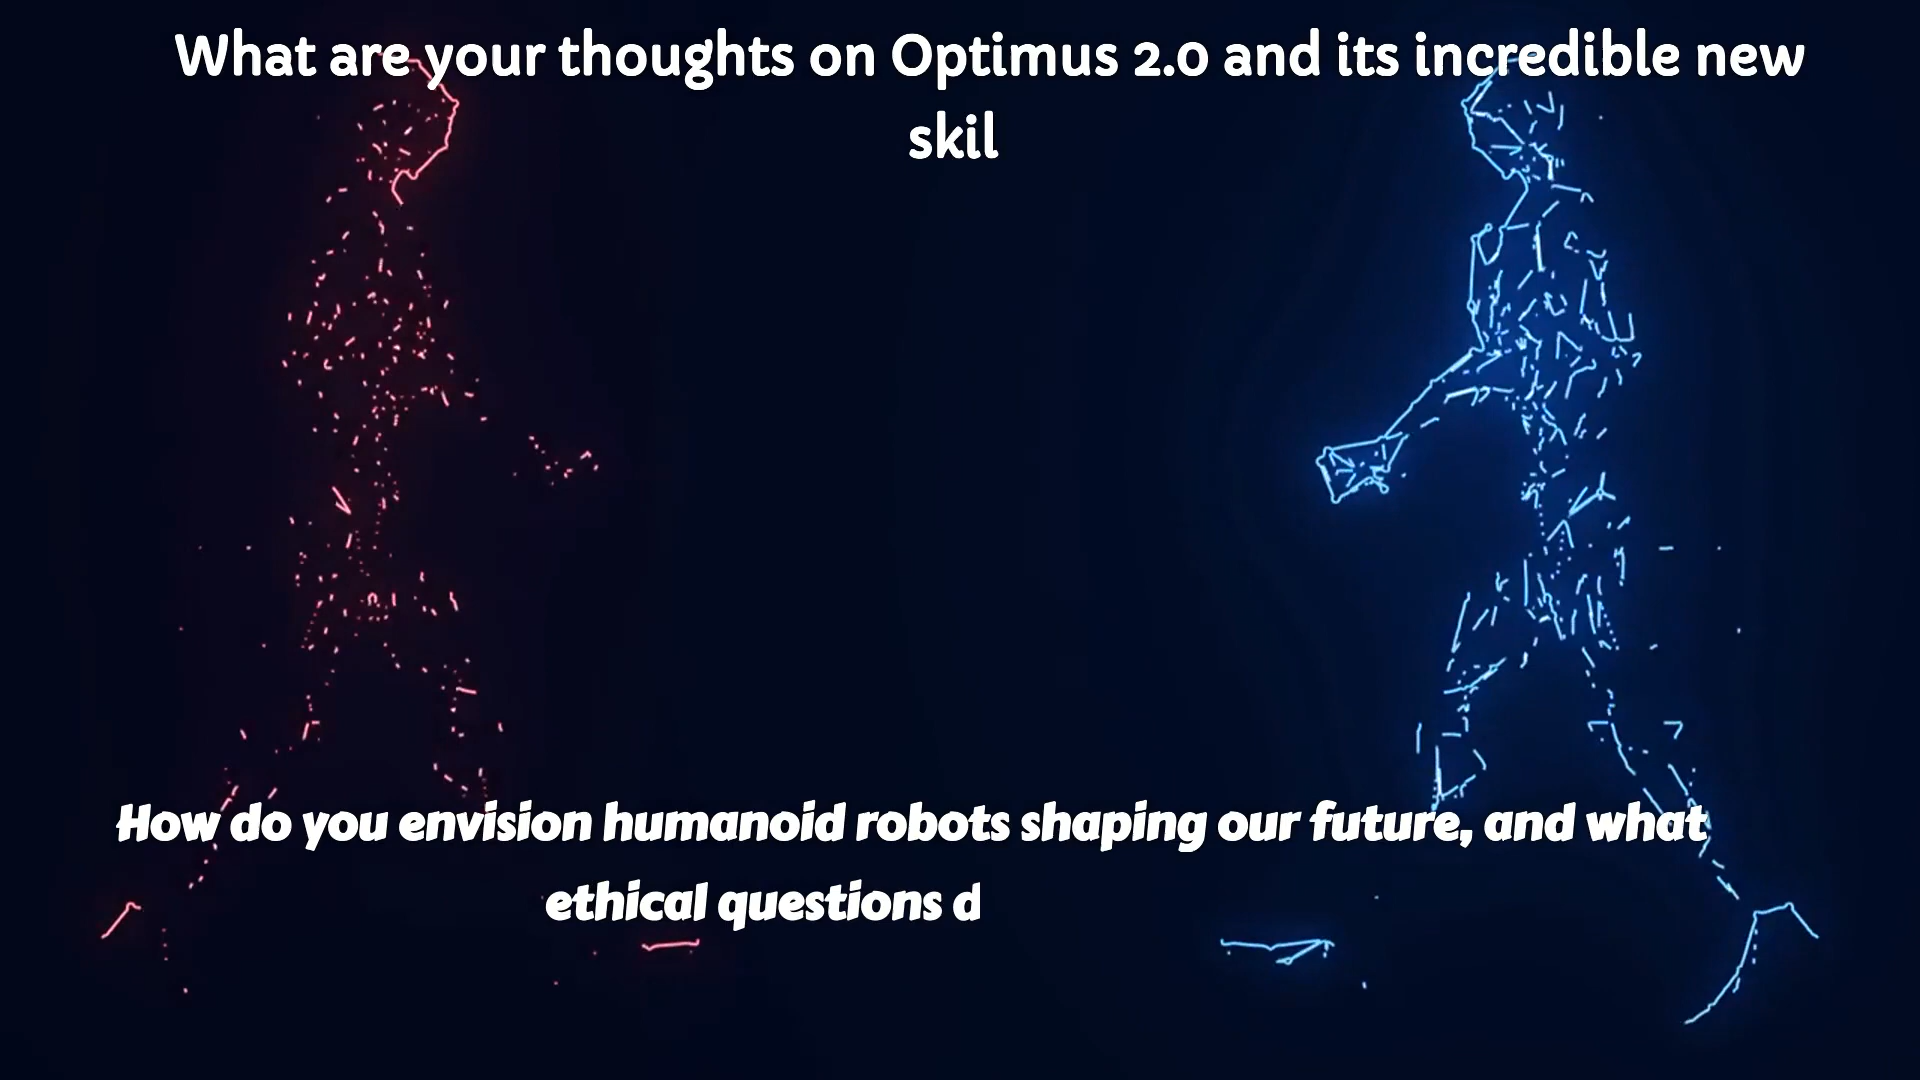 What are your thoughts on Optimus 2.0 and its incredible new
skil
How do you envision humanoid robots shaping our future, and what
ethical questions d